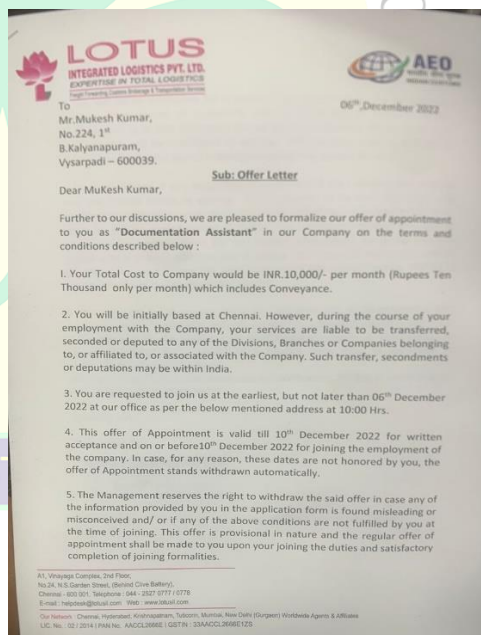 LOTUS
INTEGRATED LOGISTICS PVT. LTD.
EXPERTISE IN TOTAL LOGISTICS
Freight Forwarding, Customs Brokerage & Transportation Services
AEO
To
06th, December 2022
Mr.Mukesh Kumar,
No.224, 1st
B.Kalyanapuram,
Vysarpadi – 600039.
Sub: Offer Letter
Dear MuKesh Kumar,
Further to our discussions, we are pleased to formalize our offer of appointment
to you as "Documentation Assistant" in our Company on the terms and
conditions described below :
I. Your Total Cost to Company would be INR.10,000/- per month (Rupees Ten
Thousand only per month) which includes Conveyance.
2. You will be initially based at Chennai. However, during the course of your
employment with the Company, your services are liable to be transferred,
seconded or deputed to any of the Divisions, Branches or Companies belonging
to, or affiliated to, or associated with the Company. Such transfer, secondments
or deputations may be within India.
3. You are requested to join us at the earliest, but not later than 06th December
2022 at our office as per the below mentioned address at 10:00 Hrs.
4. This offer of Appointment is valid till 10th December 2022 for written
acceptance and on or before10th December 2022 for joining the employment of
the company. In case, for any reason, these dates are not honored by you, the
offer of Appointment stands withdrawn automatically.
5. The Management reserves the right to withdraw the said offer in case any of
the information provided by you in the application form is found misleading or
misconceived and/ or if any of the above conditions are not fulfilled by you at
the time of joining. This offer is provisional in nature and the regular offer of
appointment shall be made to you upon your joining the duties and satisfactory
completion of joining formalities.
A1, Vinayaga Complex, 2nd Floor,
No.24, N.S.Garden Street, (Behind Clive Battery),
Chennai - 600 001. Telephone : 044 - 2527 0777 / 0778
E-mail : helpdesk@lotusil.com Web : www.lotusil.com
Our Network : Chennai, Hyderabad, Krishnapatnam, Tuticorin, Mumbai, New Delhi (Gurgaon) Worldwide Agents & Affiliates
LIC. No. : 02 / 2014 | PAN No. AACCL2666E | GSTIN : 33AACCL2666E1ZS